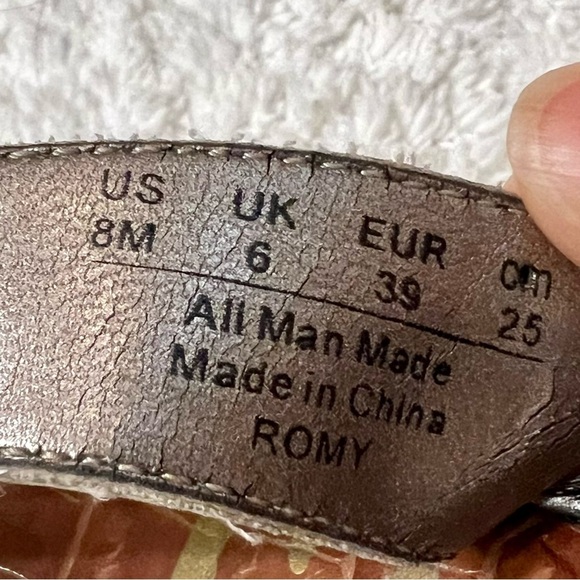 US UK EUR cm
8M 6 39 25
All Man Made
Made in China
ROMY